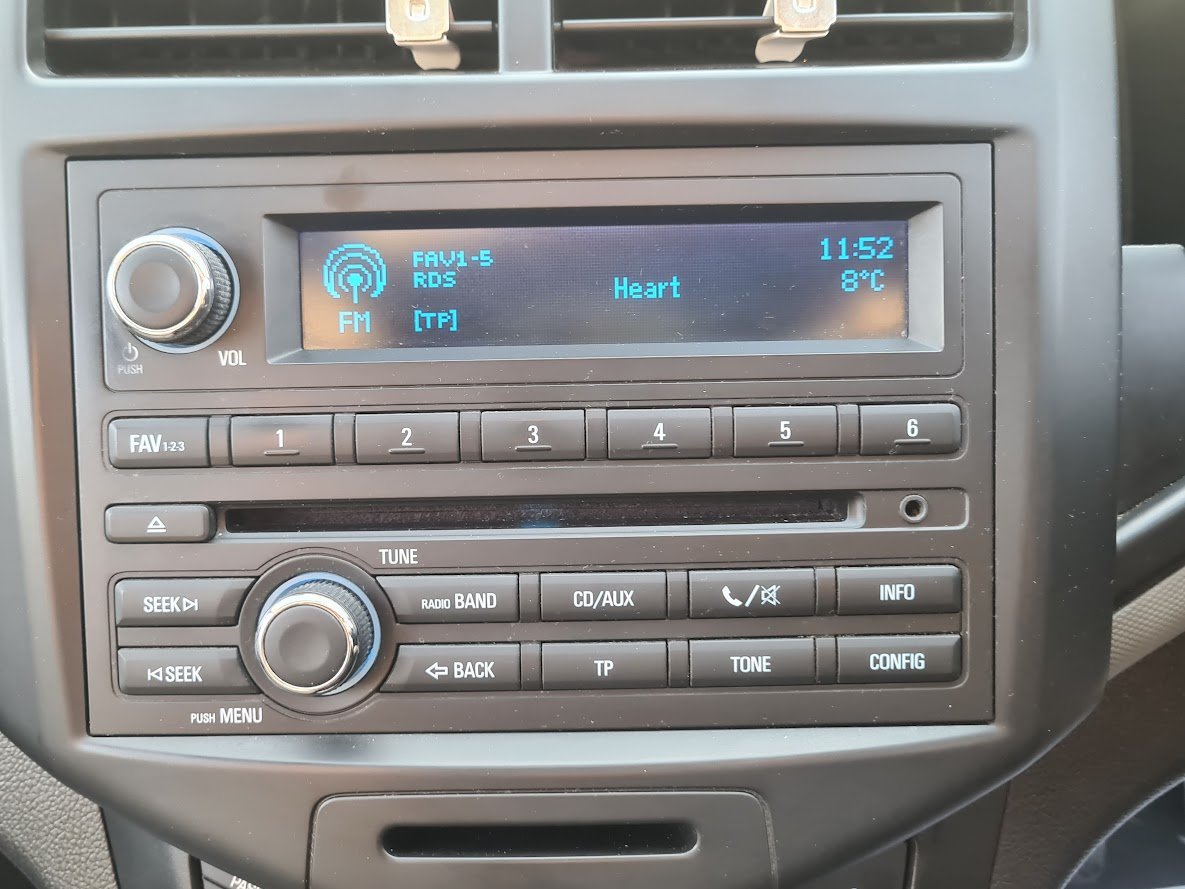 FAV1-5
11:52
RDS
Heart
8°C
FM
[TP]
PUSH
VOL
FAV1-2-3
1
2
3
4
5
6
TUNE
SEEK
RADIO BAND
CD/AUX
INFO
SEEK
BACK
TP
TONE
CONFIG
PUSH MENU